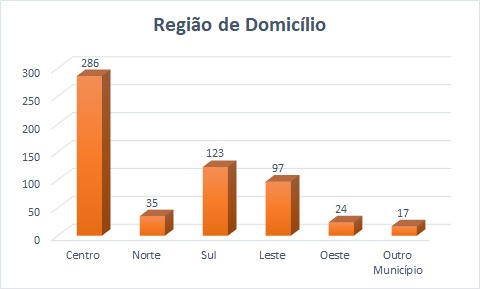 Região de Domicílio
300
250
200
150
100
50
0
286
35
123
97
24
17
Centro
Norte
Sul
Leste
Oeste
Outro
Município